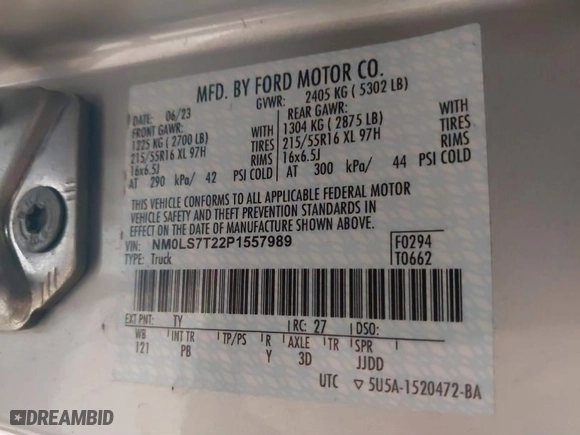 MFD. BY FORD MOTOR CO.
DATE: 06/23 GVWR: 2405 KG ( 5302 LB)
FRONT GAWR: REAR GAWR:
1225 KG ( 2700 LB) WITH 1304 KG ( 2875 LB) WITH
215/55R16 XL 97H TIRES 215/55R16 XL 97H TIRES
16x6.5J RIMS 16x6.5J RIMS
AT 290 kPa/ 42 PSI COLD AT 300 kPa/ 44 PSI COLD
THIS VEHICLE CONFORMS TO ALL APPLICABLE FEDERAL MOTOR
VEHICLE SAFETY AND THEFT PREVENTION STANDARDS IN
EFFECT ON THE DATE OF MANUFACTURE SHOWN ABOVE.
VIN: NM0LS7T22P1557989 F0294
TYPE: Truck T0662
EXT PNT: TY RC: 27 DSO:
WB INT TR TP/PS R AXLE TR SPR
121 PB Y 3D JJDD
UTC ▽ 5U5A-1520472-BA
DREAMBID